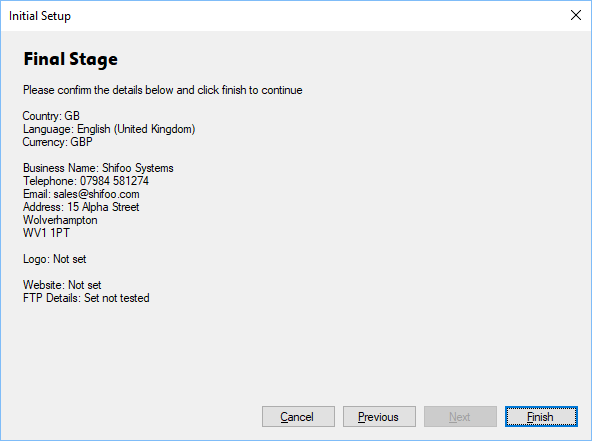 Initial Setup
Final Stage
Please confirm the details below and click finish to continue
Country: GB
Language: English (United Kingdom)
Currency: GBP
Business Name: Shifoo Systems
Telephone: 07984 581274
Email: sales@shifoo.com
Address: 15 Alpha Street
Wolverhampton
WV1 1PT
Logo: Not set
Website: Not set
FTP Details: Set not tested
Cancel Previous Next Finish